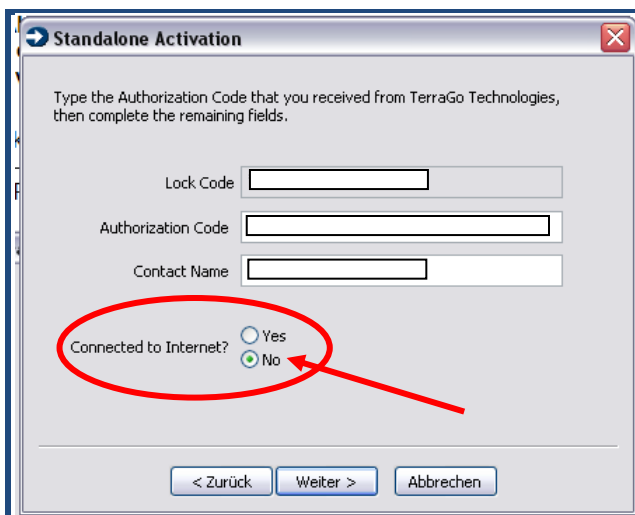 Standalone Activation
Type the Authorization Code that you received from TerraGo Technologies,
then complete the remaining fields.
Lock Code
Authorization Code
Contact Name
Connected to Internet?
Yes
No
< Zurück
Weiter >
Abbrechen